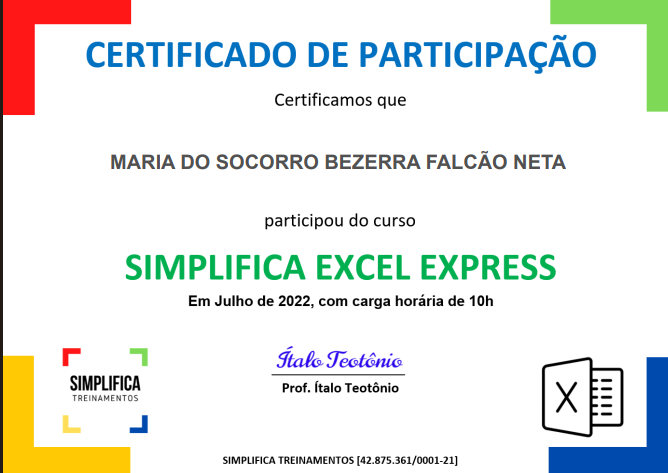 CERTIFICADO DE PARTICIPAÇÃO
Certificamos que
MARIA DO SOCORRO BEZERRA FALCÃO NETA
participou do curso
SIMPLIFICA EXCEL EXPRESS
Em Julho de 2022, com carga horária de 10h
Ítalo Teotônio
Prof. Ítalo Teotônio
SIMPLIFICA
TREINAMENTOS
X
SIMPLIFICA TREINAMENTOS [42.875.361/0001-21]